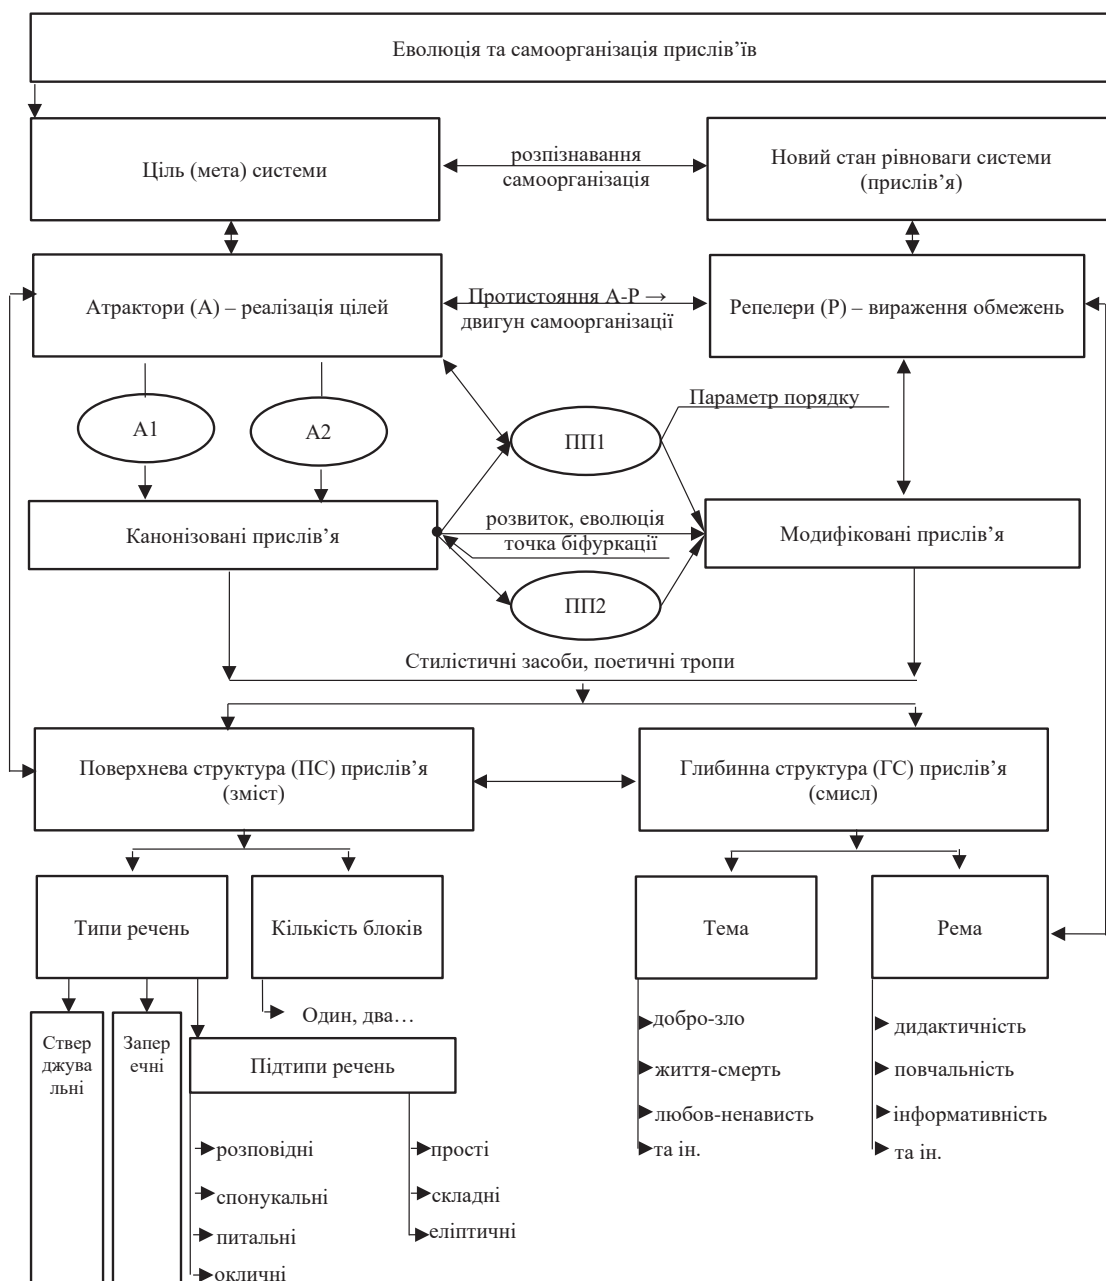 Еволюція та самоорганізація прислів’їв
Ціль (мета) системи
розпізнавання
самоорганізація
Новий стан рівноваги системи
(прислів’я)
Атрактори (А) – реалізація цілей
Протистояння А-Р →
двигун самоорганізації
Репелери (Р) – вираження обмежень
А1
А2
ПП1
Параметр порядку
Канонізовані прислів’я
розвиток, еволюція
точка біфуркації
Модифіковані прислів’я
ПП2
Стилістичні засоби, поетичні тропи
Поверхнева структура (ПС) прислів’я
(зміст)
Глибинна структура (ГС) прислів’я
(смисл)
Типи речень
Кількість блоків
Тема
Рема
Ствер
джува
льні
Запер
ечні
Один, два…
Підтипи речень
розповідні
спонукальні
питальні
окличні
прості
складні
еліптичні
добро-зло
життя-смерть
любов-ненависть
та ін.
дидактичність
повчальність
інформативність
та ін.